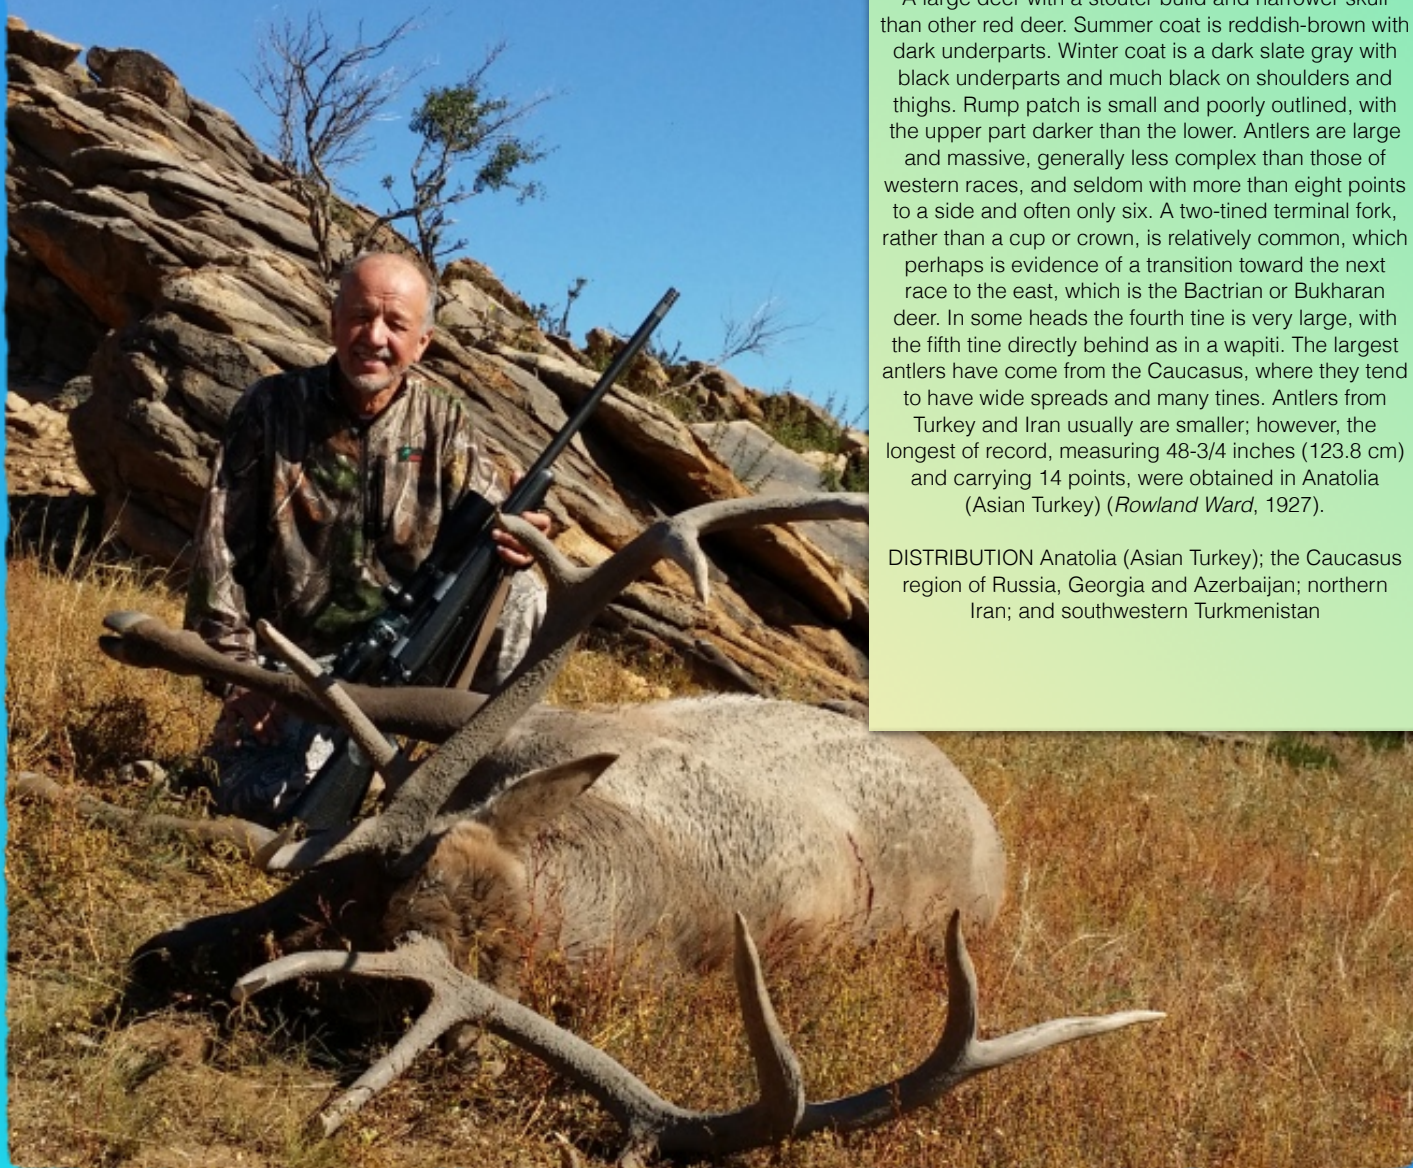 A large deer with a stouter build and narrower skull
than other red deer. Summer coat is reddish-brown with
dark underparts. Winter coat is a dark slate gray with
black underparts and much black on shoulders and
thighs. Rump patch is small and poorly outlined, with
the upper part darker than the lower. Antlers are large
and massive, generally less complex than those of
western races, and seldom with more than eight points
to a side and often only six. A two-tined terminal fork,
rather than a cup or crown, is relatively common, which
perhaps is evidence of a transition toward the next
race to the east, which is the Bactrian or Bukharan
deer. In some heads the fourth tine is very large, with
the fifth tine directly behind as in a wapiti. The largest
antlers have come from the Caucasus, where they tend
to have wide spreads and many tines. Antlers from
Turkey and Iran usually are smaller; however, the
longest of record, measuring 48-3/4 inches (123.8 cm)
and carrying 14 points, were obtained in Anatolia
(Asian Turkey) (Rowland Ward, 1927).
DISTRIBUTION Anatolia (Asian Turkey); the Caucasus
region of Russia, Georgia and Azerbaijan; northern
Iran; and southwestern Turkmenistan